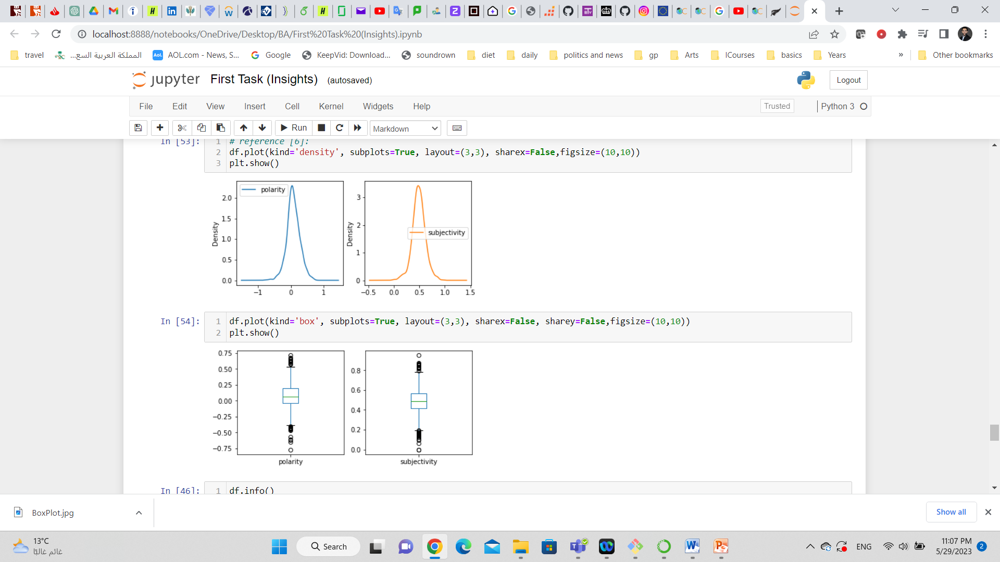 localhost:8888/notebooks/OneDrive/Desktop/BA/First%20Task%20(Insights).ipynb
travel
المملكة العربية السع...
Aol. AOL.com - News, S...
Google
KeepVid: Download...
soundrown
diet
daily
politics and news
gp
Arts
ICourses
basics
Years
»
Other bookmarks
jupyter First Task (Insights) (autosaved)
Logout
File Edit View Insert Cell Kernel Widgets Help
Trusted
Python 3
Run
Markdown
In [53]:
1 # reference [6]:
2 df.plot(kind='density', subplots=True, layout=(3,3), sharex=False,figsize=(10,10))
3 plt.show()
polarity
Density
2.0
1.5
1.0
0.5
0.0
−1 0 1
subjectivity
Density
3
2
1
0
−0.5 0.0 0.5 1.0 1.5
In [54]:
1 df.plot(kind='box', subplots=True, layout=(3,3), sharex=False, sharey=False,figsize=(10,10))
2 plt.show()
0.75
0.50
0.25
0.00
−0.25
−0.50
−0.75
polarity
0.8
0.6
0.4
0.2
0.0
subjectivity
In [46]:
1 df.info()
BoxPlot.jpg
Show all
13°C
غائم غالبًا
Search
ENG
11:07 PM
5/29/2023
2